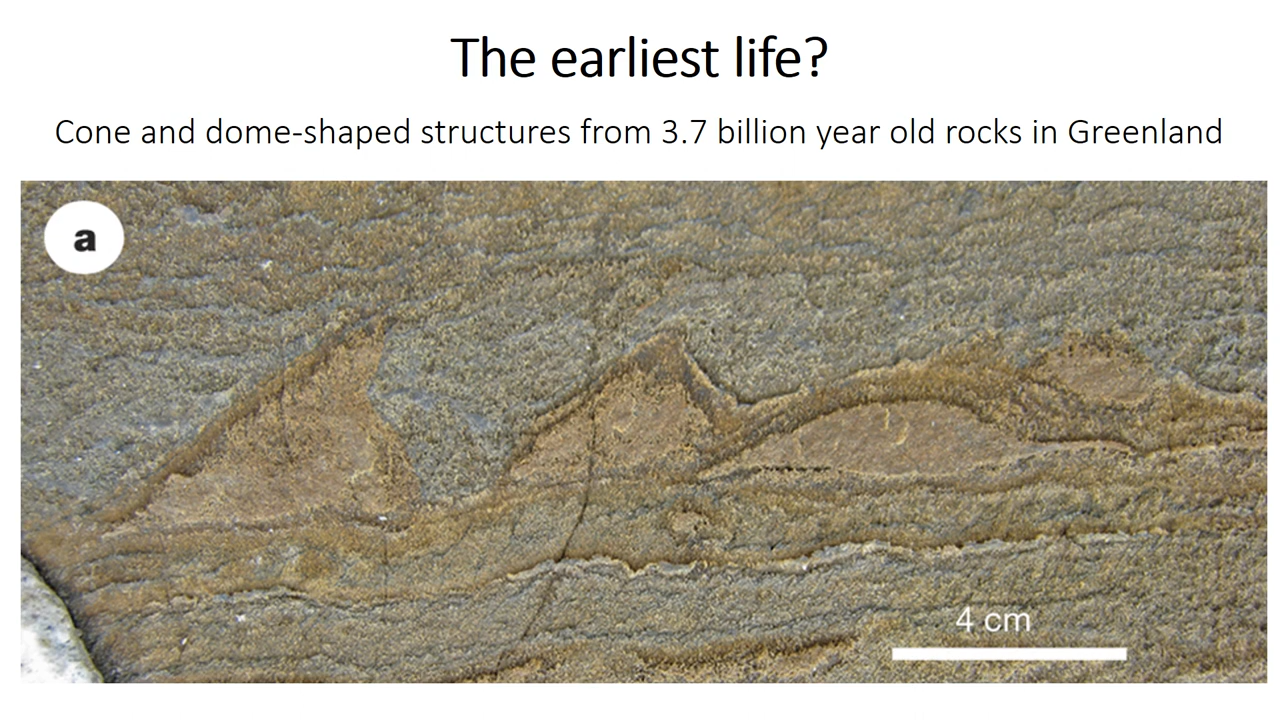 The earliest life?
Cone and dome-shaped structures from 3.7 billion year old rocks in Greenland
a
4 cm